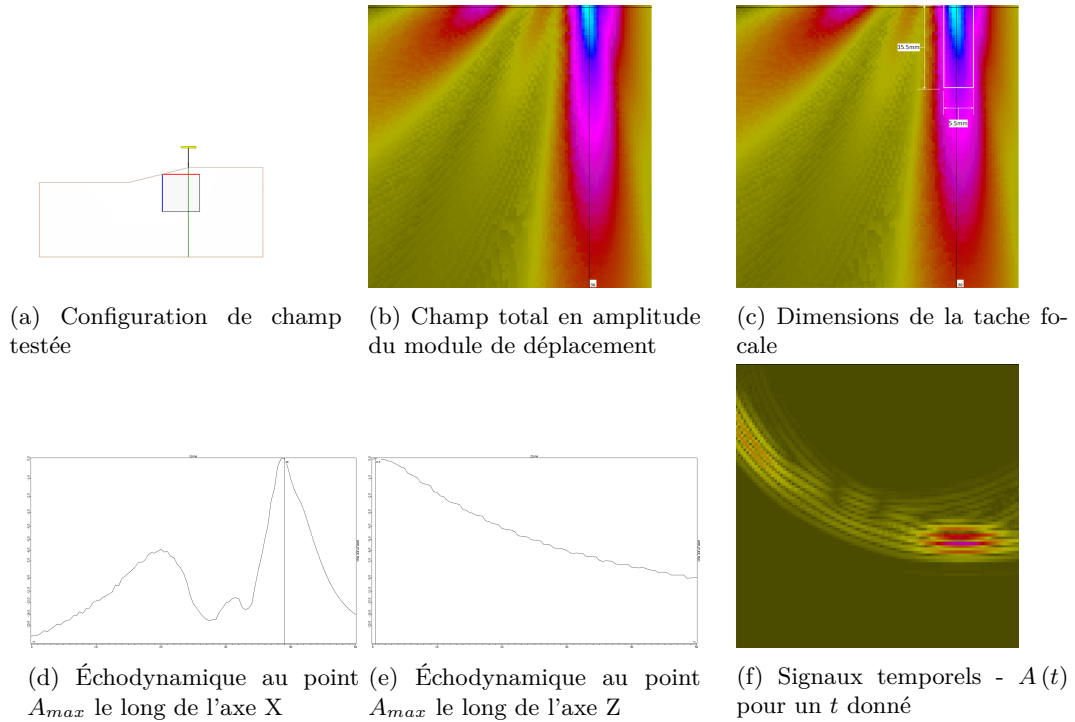 15.5mm
5.5mm
(a) Configuration de champ
testée
(b) Champ total en amplitude
du module de déplacement
(c) Dimensions de la tache fo-
cale
(d) Échodynamique au point
A_max le long de l'axe X
(e) Échodynamique au point
A_max le long de l'axe Z
(f) Signaux temporels - A (t)
pour un t donné